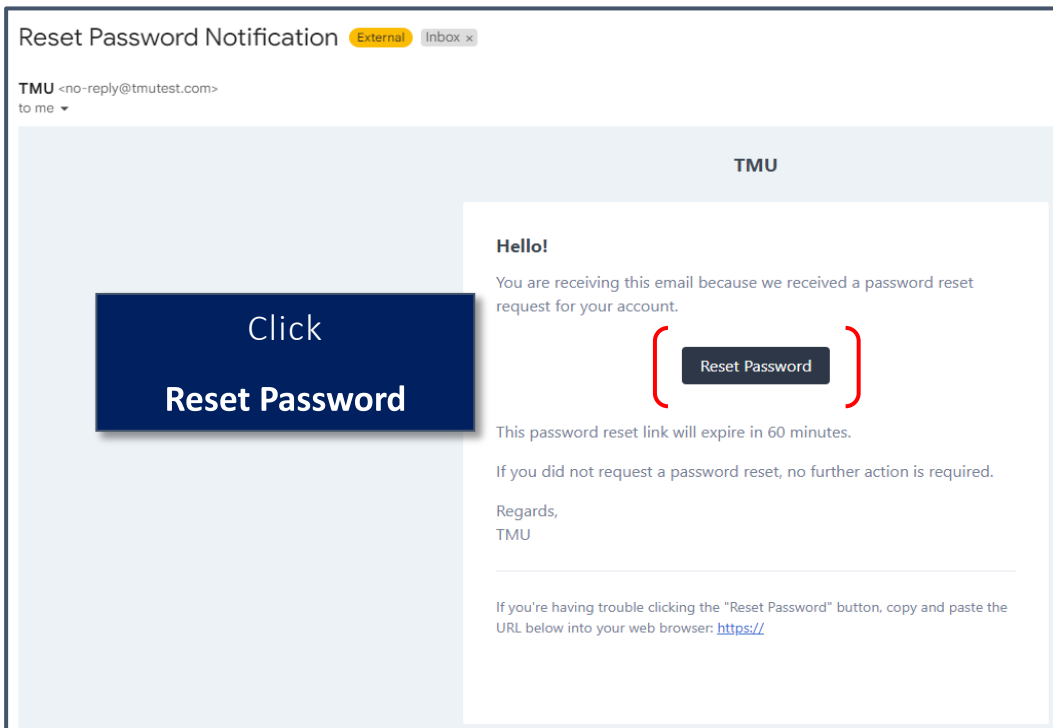 Reset Password Notification External Inbox ×
TMU <no-reply@tmutest.com>
to me
TMU
Hello!
You are receiving this email because we received a password reset
request for your account.
Click
Reset Password
Reset Password
This password reset link will expire in 60 minutes.
If you did not request a password reset, no further action is required.
Regards,
TMU
If you're having trouble clicking the "Reset Password" button, copy and paste the
URL below into your web browser: https://